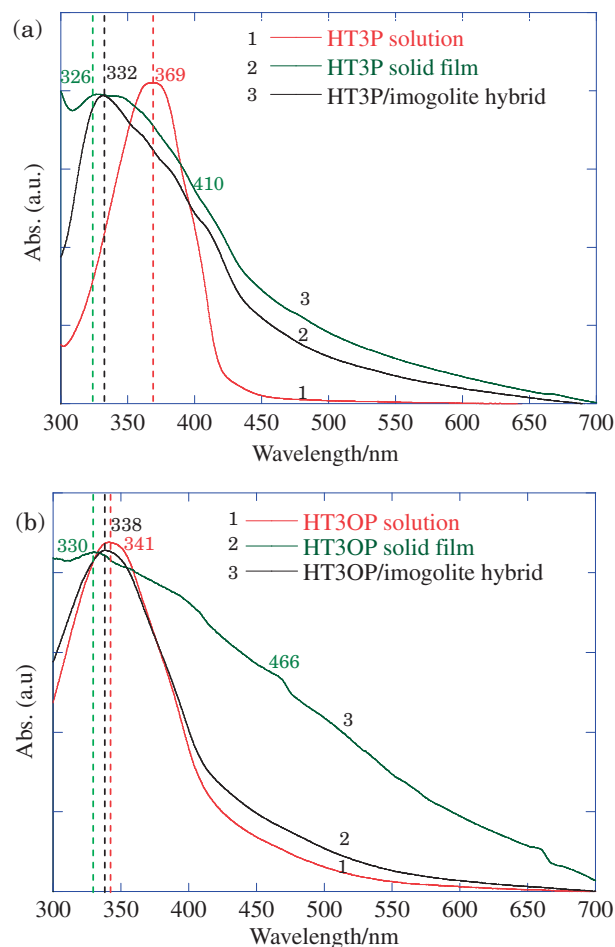 (a)
1 HT3P solution
2 HT3P solid film
3 HT3P/imogolite hybrid
326
332
369
410
3
2
1
Abs. (a.u.)
300 350 400 450 500 550 600 700
Wavelength/nm
(b)
1 HT3OP solution
2 HT3OP solid film
3 HT3OP/imogolite hybrid
338
330
341
466
3
2
1
Abs. (a.u)
300 350 400 450 500 550 600 650 700
Wavelength/nm